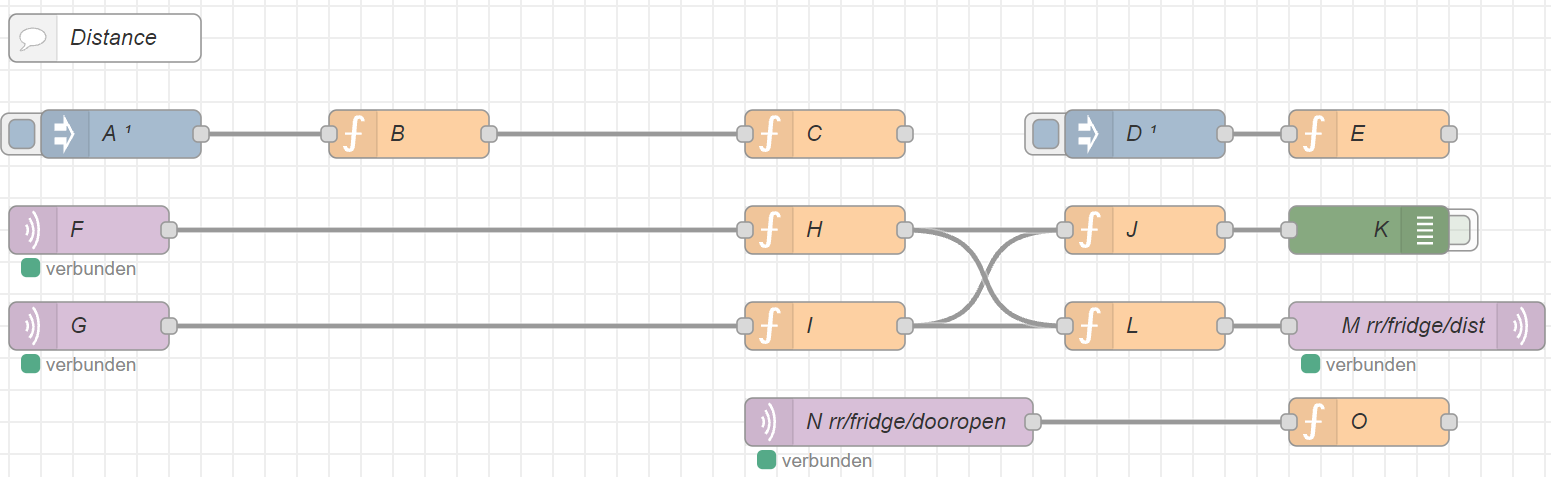 Distance
A ¹
B
C
D ¹
E
F
H
J
K
verbunden
G
I
L
M rr/fridge/dist
verbunden
verbunden
N rr/fridge/dooropen
O
verbunden